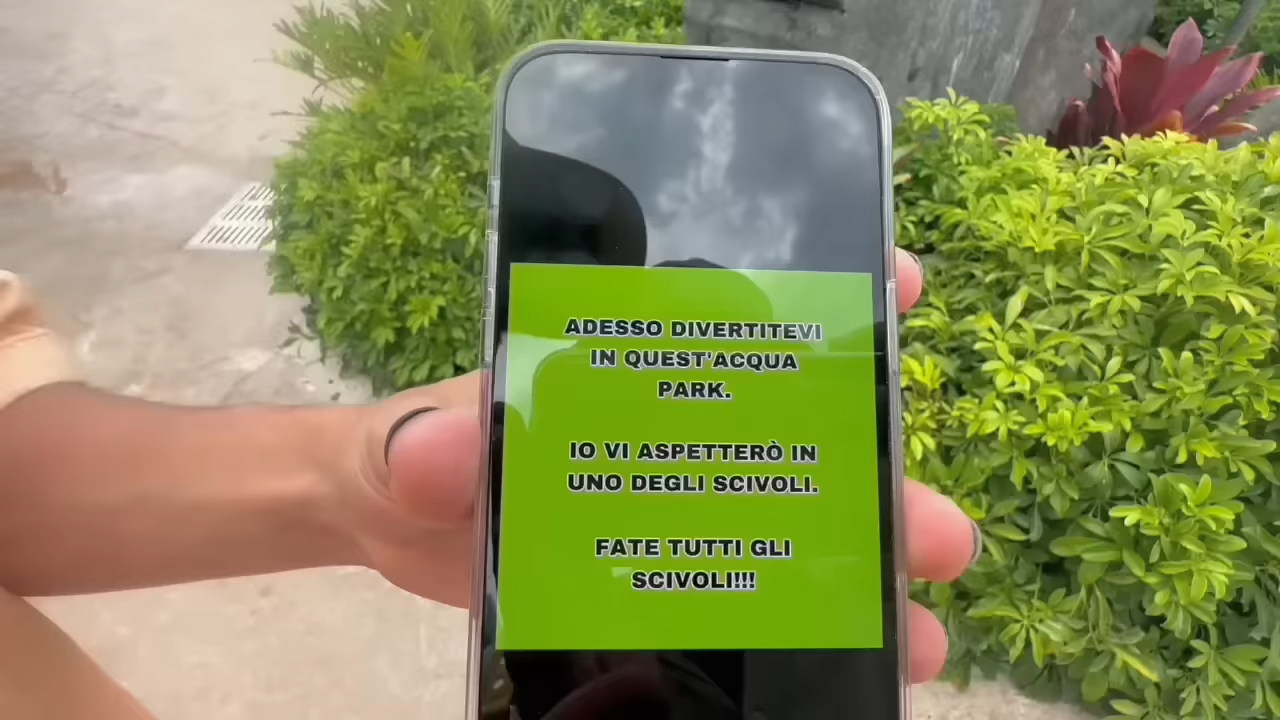 ADESSO DIVERTITEVI
IN QUEST'ACQUA
PARK.
IO VI ASPETTERÒ IN
UNO DEGLI SCIVOLI.
FATE TUTTI GLI
SCIVOLI!!!